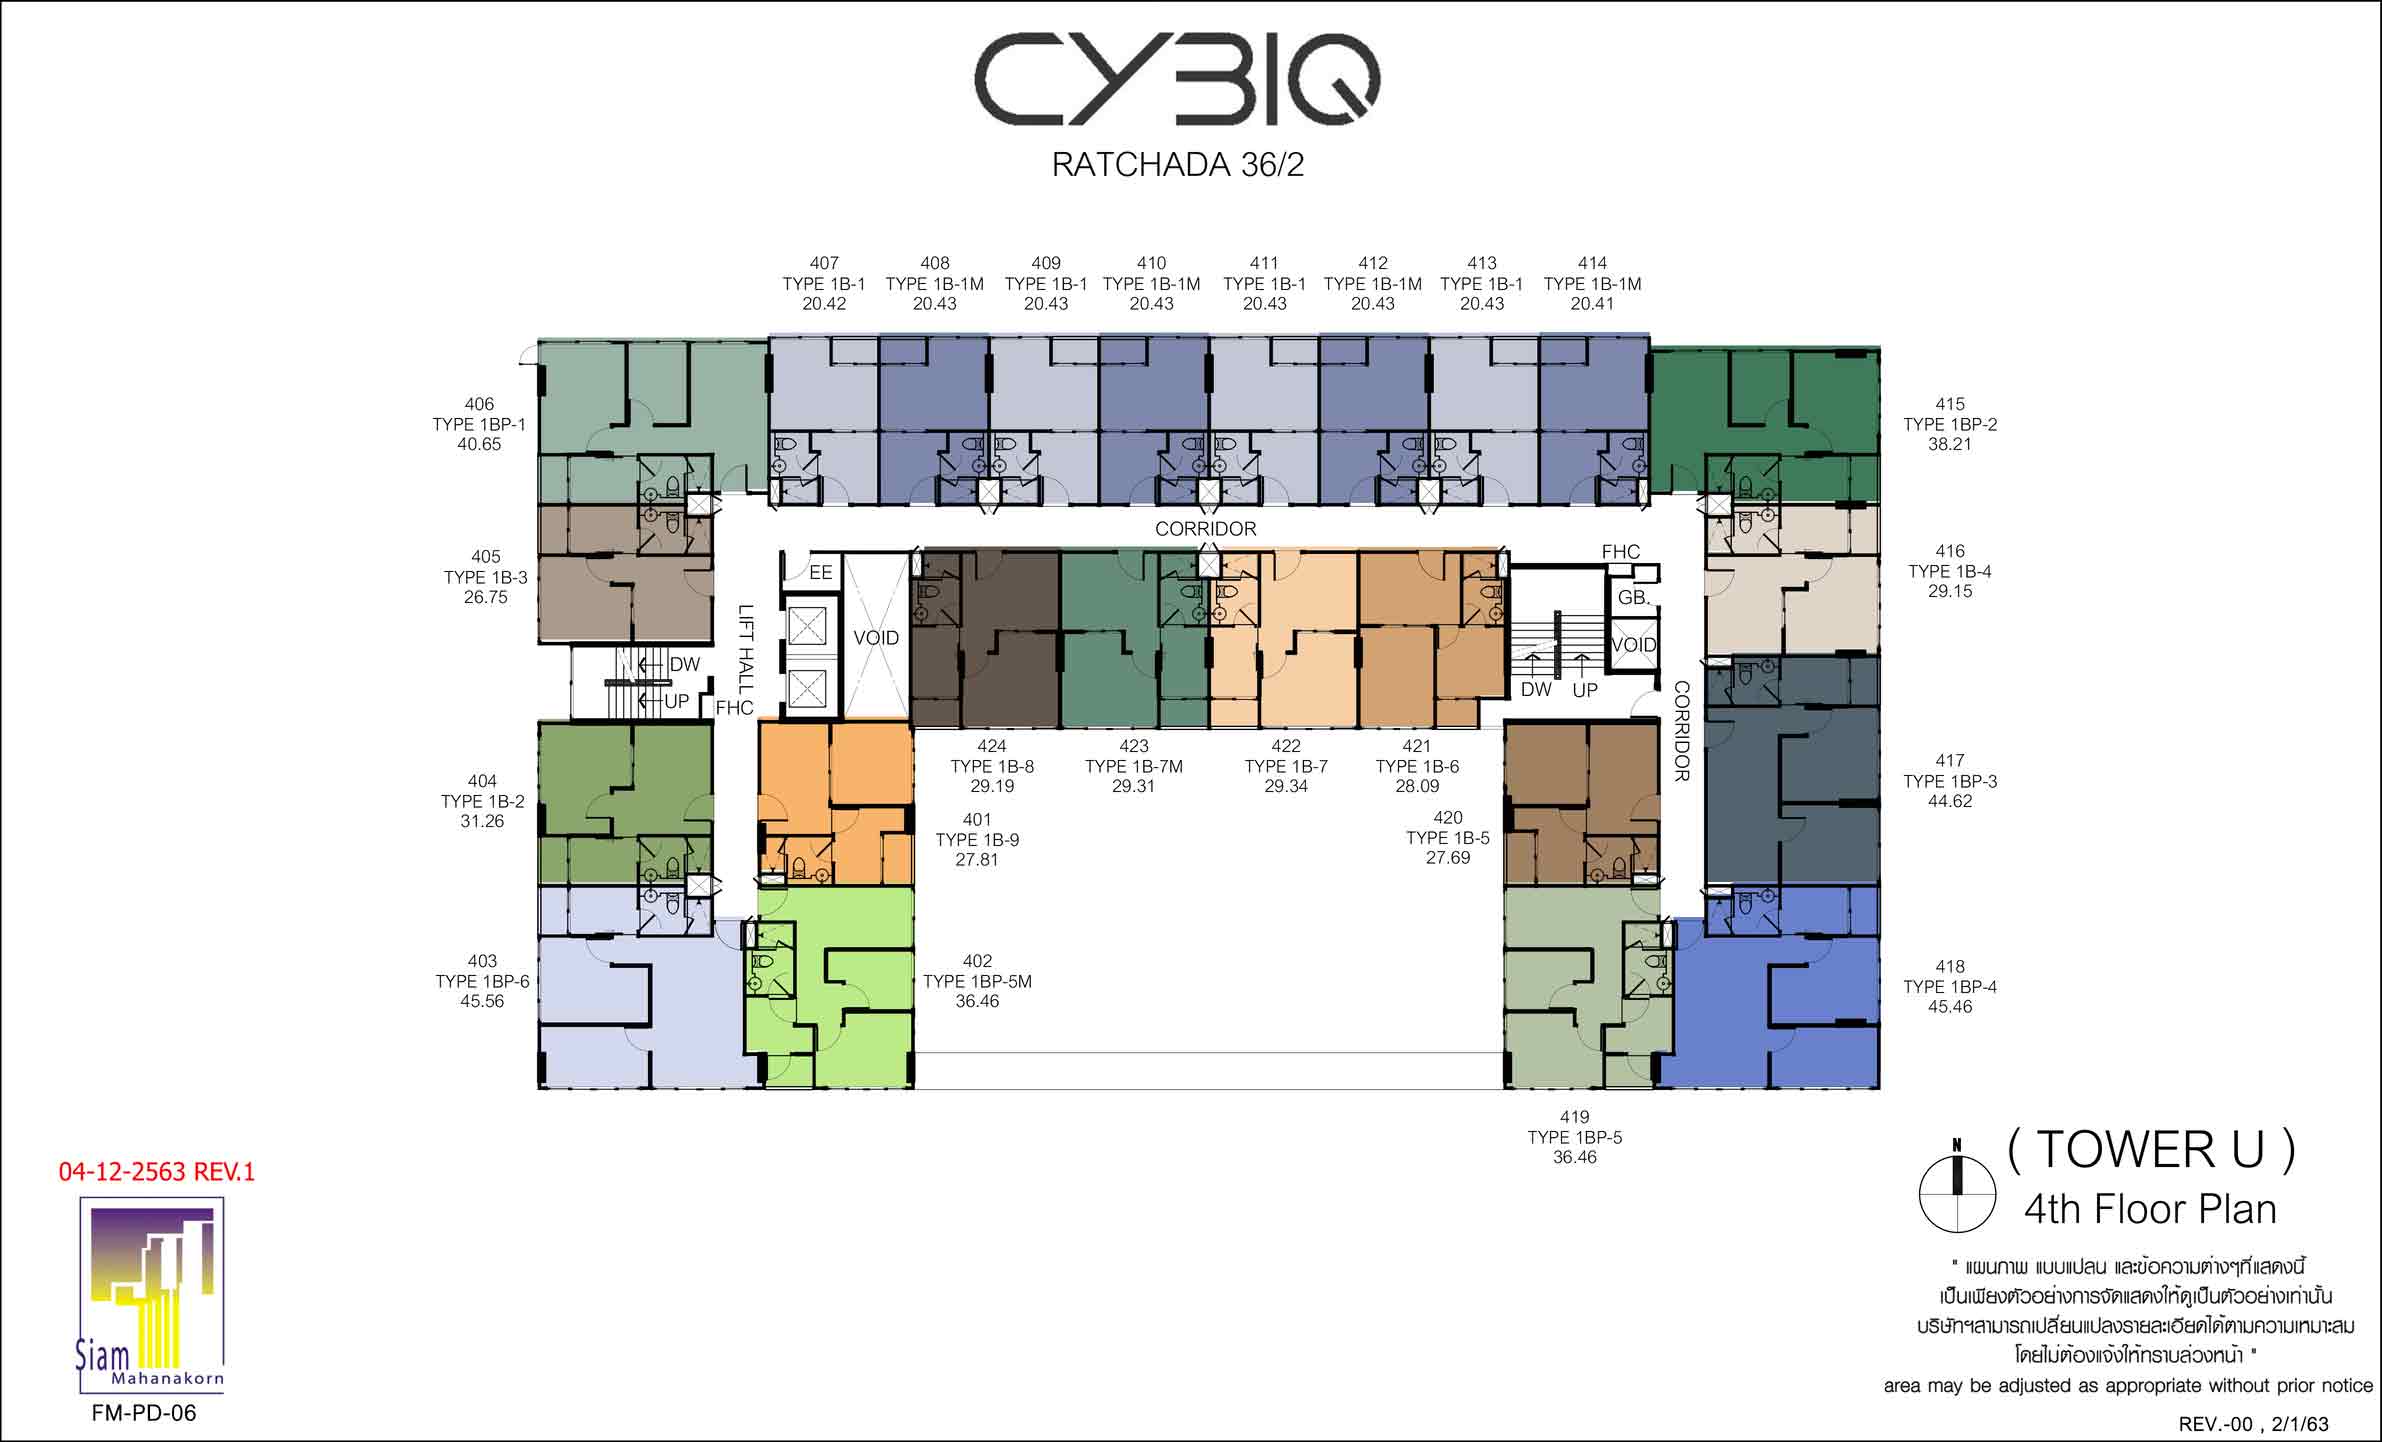 CYBIQ
RATCHADA 36/2
407
TYPE 1B-1
20.42
408
TYPE 1B-1M
20.43
409
TYPE 1B-1
20.43
410
TYPE 1B-1M
20.43
411
TYPE 1B-1
20.43
412
TYPE 1B-1M
20.43
413
TYPE 1B-1
20.43
414
TYPE 1B-1M
20.41
406
TYPE 1BP-1
40.65
415
TYPE 1BP-2
38.21
CORRIDOR
405
TYPE 1B-3
26.75
EE
LIFT HALL
VOID
FHC
GB.
VOID
416
TYPE 1B-4
29.15
DW
UP
FHC
DW
UP
CORRIDOR
424
TYPE 1B-8
29.19
423
TYPE 1B-7M
29.31
422
TYPE 1B-7
29.34
421
TYPE 1B-6
28.09
404
TYPE 1B-2
31.26
401
TYPE 1B-9
27.81
420
TYPE 1B-5
27.69
417
TYPE 1BP-3
44.62
403
TYPE 1BP-6
45.56
402
TYPE 1BP-5M
36.46
418
TYPE 1BP-4
45.46
419
TYPE 1BP-5
36.46
04-12-2563 REV.1
Siam
Mahanakorn
FM-PD-06
N
( TOWER U )
4th Floor Plan
" แผนภาพ แบบแปลน และข้อความต่างๆที่แสดงนี้
เป็นเพียงตัวอย่างการจัดแสดงให้ดูเป็นตัวอย่างเท่านั้น
บริษัทฯสามารถเปลี่ยนแปลงรายละเอียดได้ตามความเหมาะสม
โดยไม่ต้องแจ้งให้ทราบล่วงหน้า "
area may be adjusted as appropriate without prior notice
REV.-00 , 2/1/63